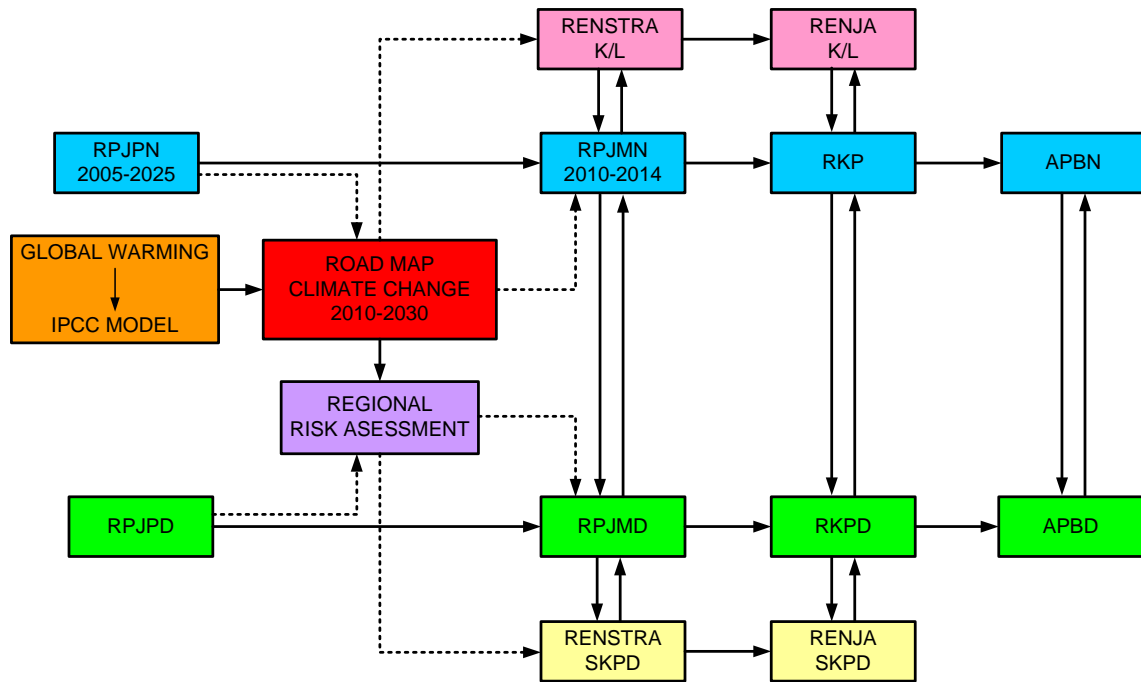 RENSTRA
K/L
RENJA
K/L
RPJPN
2005-2025
RPJMN
2010-2014
RKP
APBN
GLOBAL WARMING
IPCC MODEL
ROAD MAP
CLIMATE CHANGE
2010-2030
REGIONAL
RISK ASESSMENT
RPJPD
RPJMD
RKPD
APBD
RENSTRA
SKPD
RENJA
SKPD